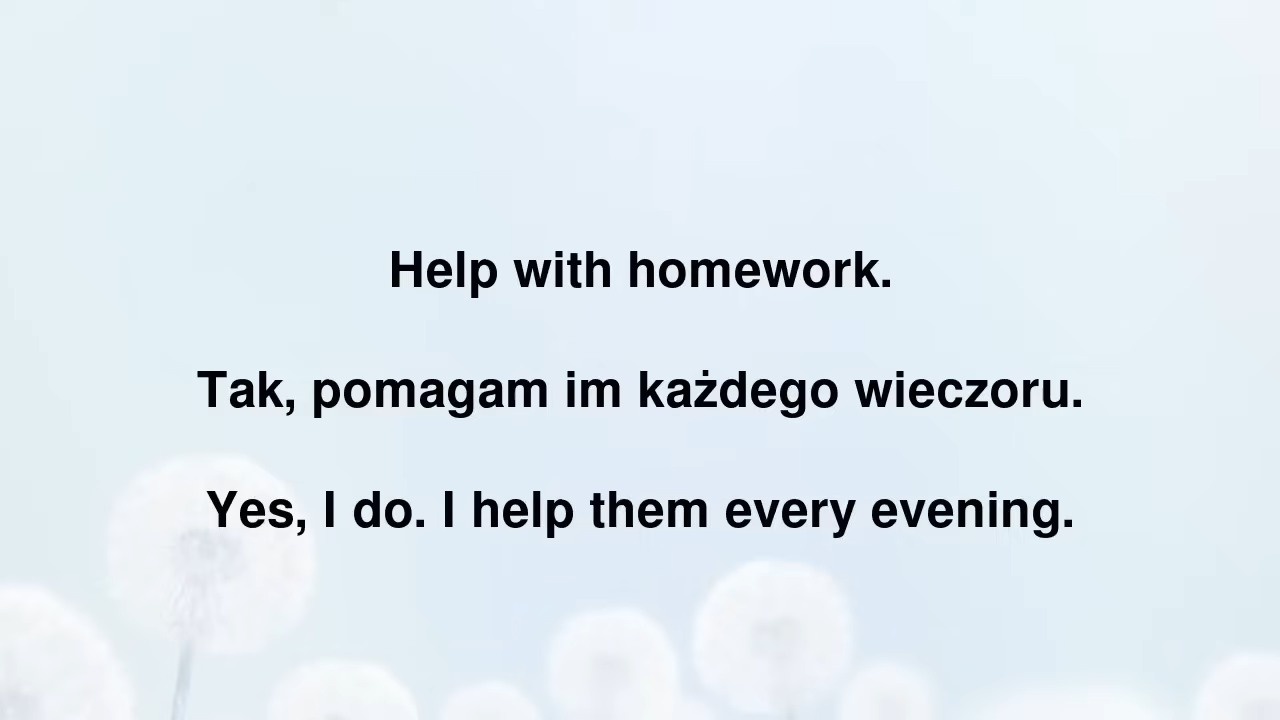 Help with homework.
Tak, pomagam im każdego wieczoru.
Yes, I do. I help them every evening.